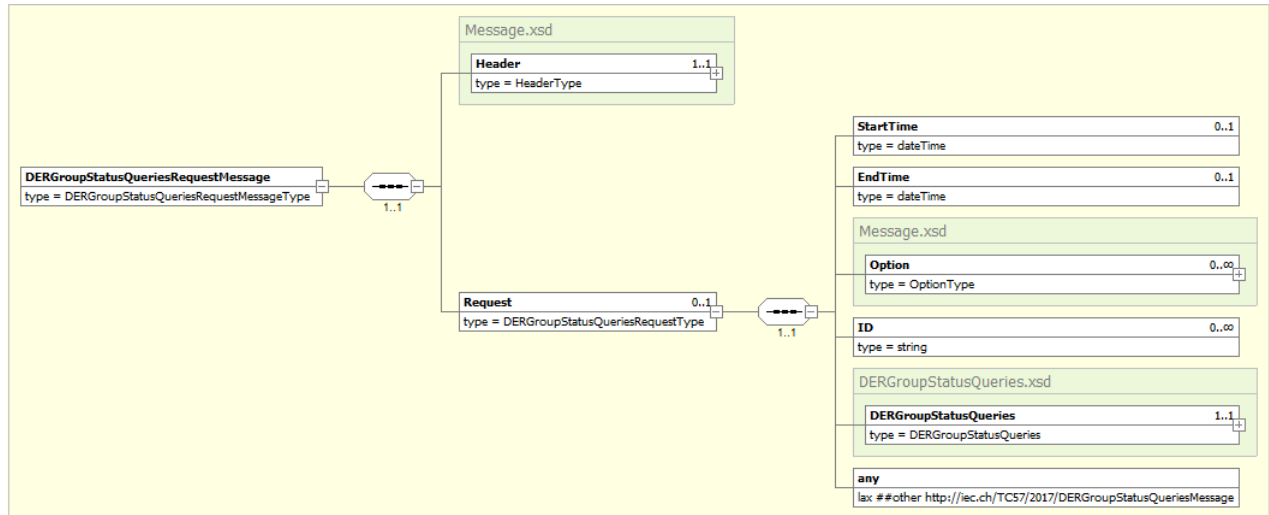 Message.xsd
Header 1..1
type = HeaderType
DERGroupStatusQueriesRequestMessage
type = DERGroupStatusQueriesRequestMessageType
1..1
Request 0..1
type = DERGroupStatusQueriesRequestType
1..1
StartTime 0..1
type = dateTime
EndTime 0..1
type = dateTime
Message.xsd
Option 0..∞
type = OptionType
ID 0..∞
type = string
DERGroupStatusQueries.xsd
DERGroupStatusQueries 1..1
type = DERGroupStatusQueries
any
lax ##other http://iec.ch/TC57/2017/DERGroupStatusQueriesMessage